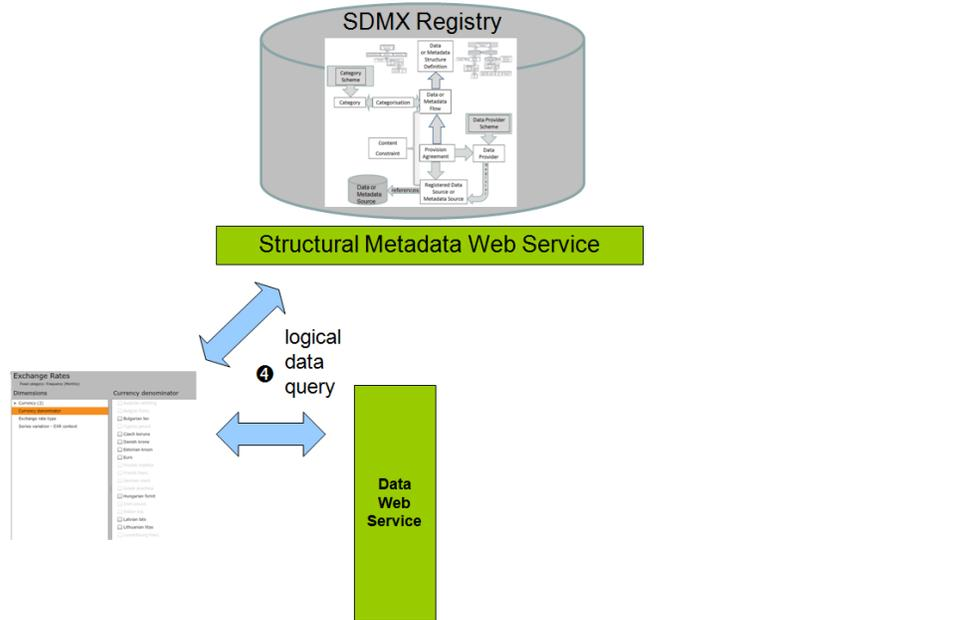 SDMX Registry
Data
or Metadata
Structure
Definition
Category
Scheme
Category
Categorisation
Data or
Metadata
Flow
Data Provider
Scheme
Content
Constraint
Provision
Agreement
Data
Provider
Data or
Metadata
Source
references
Registered Data
Source or
Metadata Source
Structural Metadata Web Service
logical
data
❹
query
Exchange Rates
Dimensions
Currency denominator
Currency (2)
Currency denominator
Exchange rate type
Series variation - EXR context
Bulgarian lev
Czech koruna
Danish krone
Estonian kroon
Euro
Hungarian forint
Latvian lats
Lithuanian litas
Data
Web
Service